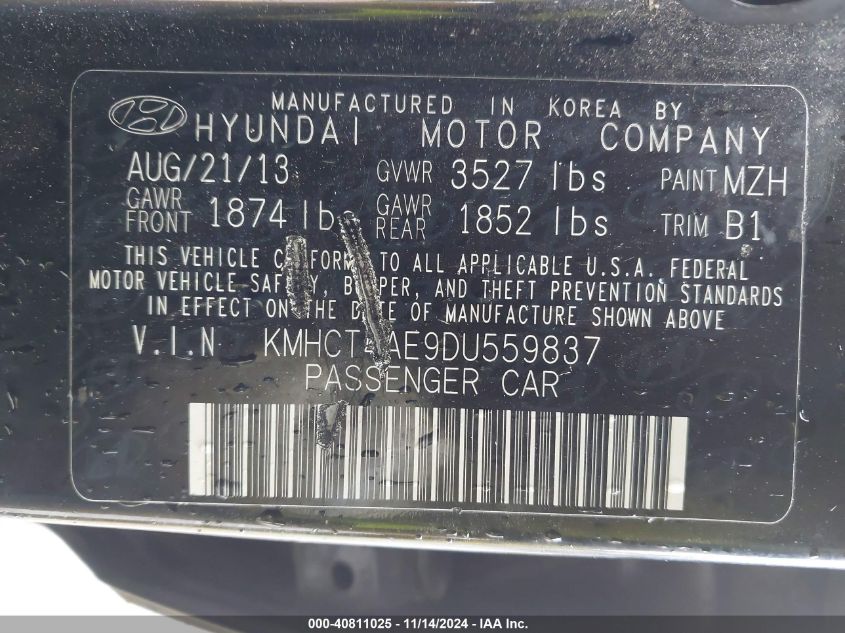 MANUFACTURED IN KOREA BY
HYUNDAI MOTOR COMPANY
AUG/21/13 GVWR 3527 lbs PAINT MZH
GAWR FRONT 1874 lb GAWR REAR 1852 lbs TRIM B1
THIS VEHICLE TO ALL APPLICABLE U.S.A. FEDERAL
MOTOR VEHICLE AND THEFT PREVENTION STANDARDS
IN EFFECT ON THE OF MANUFACTURE SHOWN ABOVE
V.I.N
PASSENGER CAR
000-40811025 - 11/14/2024 - IAA Inc.